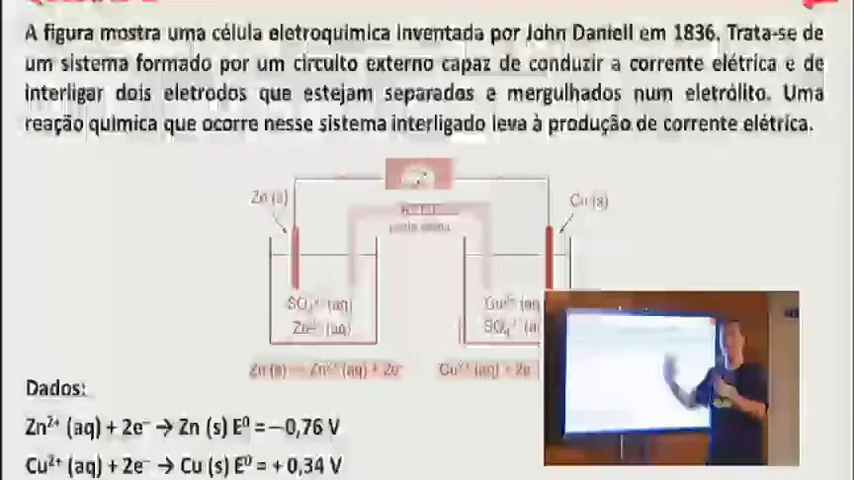 A figura mostra uma célula eletroquímica inventada por John Daniell em 1836. Trata-se de
um sistema formado por um circuito externo capaz de conduzir a corrente elétrica e de
interligar dois eletrodos que estejam separados e mergulhados num eletrólito. Uma
reação química que ocorre nesse sistema interligado leva à produção de corrente elétrica.
Zn (s)
Cu (s)
ponte salina
SO₄²⁻ (aq)
Zn²⁺ (aq)
Cu²⁺ (aq
SO₄²⁻ (a
Zn (s) → Zn²⁺ (aq) + 2e⁻
Cu²⁺ (aq) + 2e⁻
Dados:
Zn²⁺ (aq) + 2e⁻ → Zn (s) E⁰ = −0,76 V
Cu²⁺ (aq) + 2e⁻ → Cu (s) E⁰ = + 0,34 V